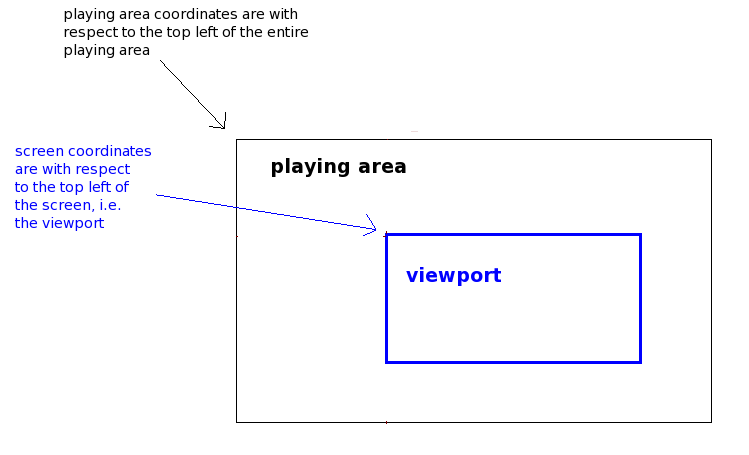 playing area coordinates are with
respect to the top left of the entire
playing area
screen coordinates
are with respect
to the top left of
the screen, i.e.
the viewport
playing area
viewport